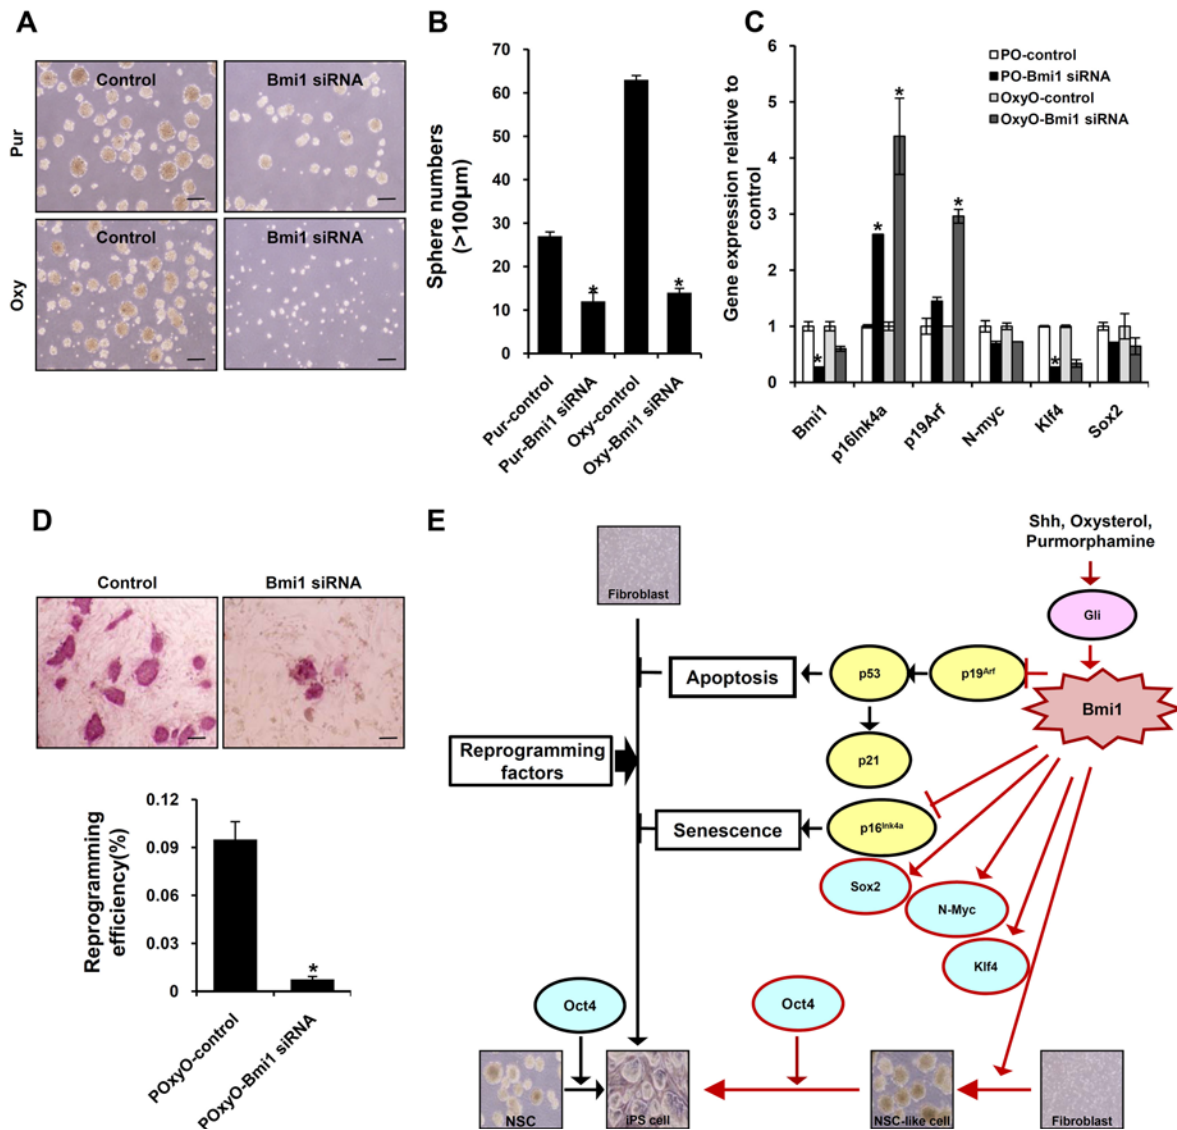 A
Control
Bmi1 siRNA
Pur
Control
Bmi1 siRNA
Oxy
B
Sphere numbers
(>100µm)
70
60
50
40
30
20
10
0
Pur-control
Pur-Bmi1 siRNA
Oxy-control
Oxy-Bmi1 siRNA
*
*
C
Gene expression relative to
control
6
5
4
3
2
1
0
PO-control
PO-Bmi1 siRNA
OxyO-control
OxyO-Bmi1 siRNA
*
*
*
*
*
Bmi1
p16Ink4a
p19Arf
N-myc
Klf4
Sox2
D
Control
Bmi1 siRNA
Reprogramming
efficiency(%)
0.12
0.09
0.06
0.03
0
*
POxyO-control
POxyO-Bmi1 siRNA
E
Fibroblast
Shh, Oxysterol,
Purmorphamine
Gli
Bmi1
p19Arf
p53
Apoptosis
p21
Reprogramming
factors
p16Ink4a
Senescence
Sox2
N-Myc
Klf4
Oct4
Oct4
NSC
iPS cell
NSC-like cell
Fibroblast